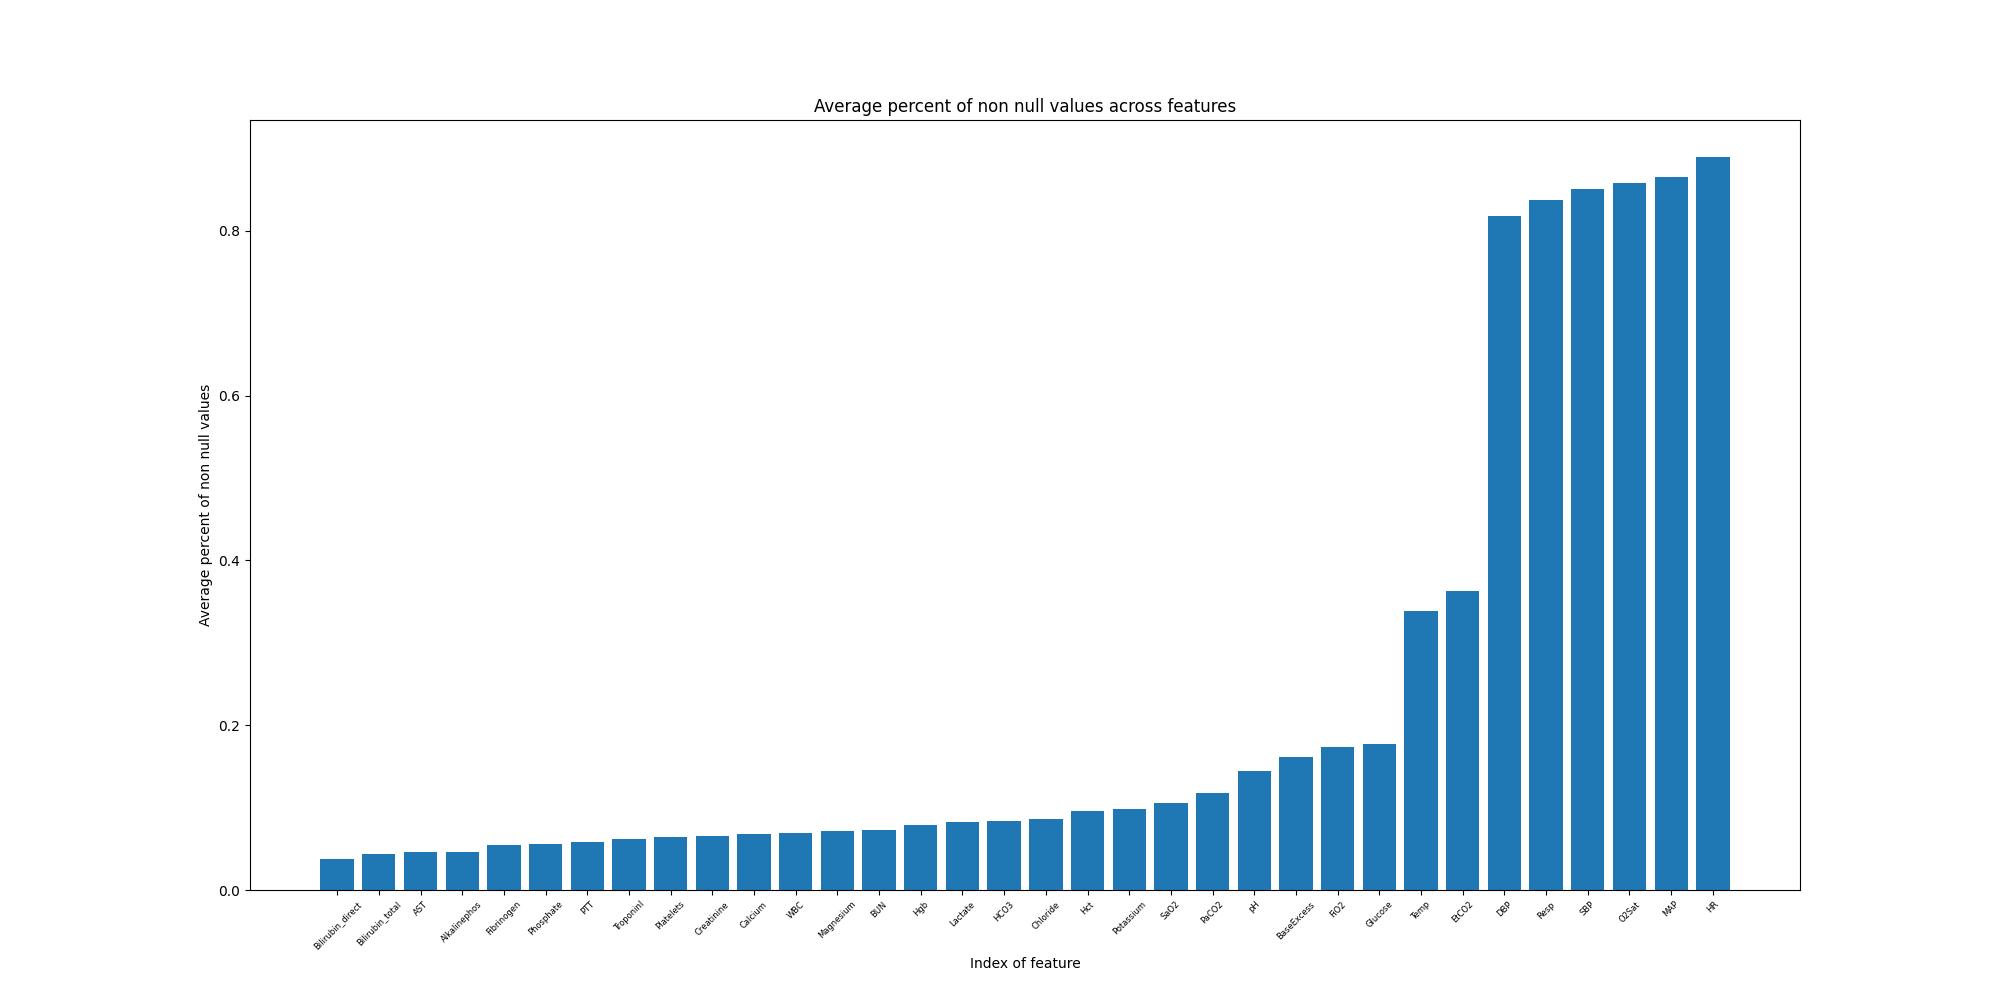 Average percent of non null values across features
Average percent of non null values
0.8
0.6
0.4
0.2
0.0
Bilirubin_direct
Bilirubin_total
AST
Alkalinephos
Fibrinogen
Phosphate
PTT
TroponinI
Platelets
Creatinine
Calcium
WBC
Magnesium
BUN
Hgb
Lactate
HCO3
Chloride
Hct
Potassium
SaO2
PaCO2
pH
BaseExcess
FiO2
Glucose
Temp
EtCO2
DBP
Resp
SBP
O2Sat
MAP
HR
Index of feature